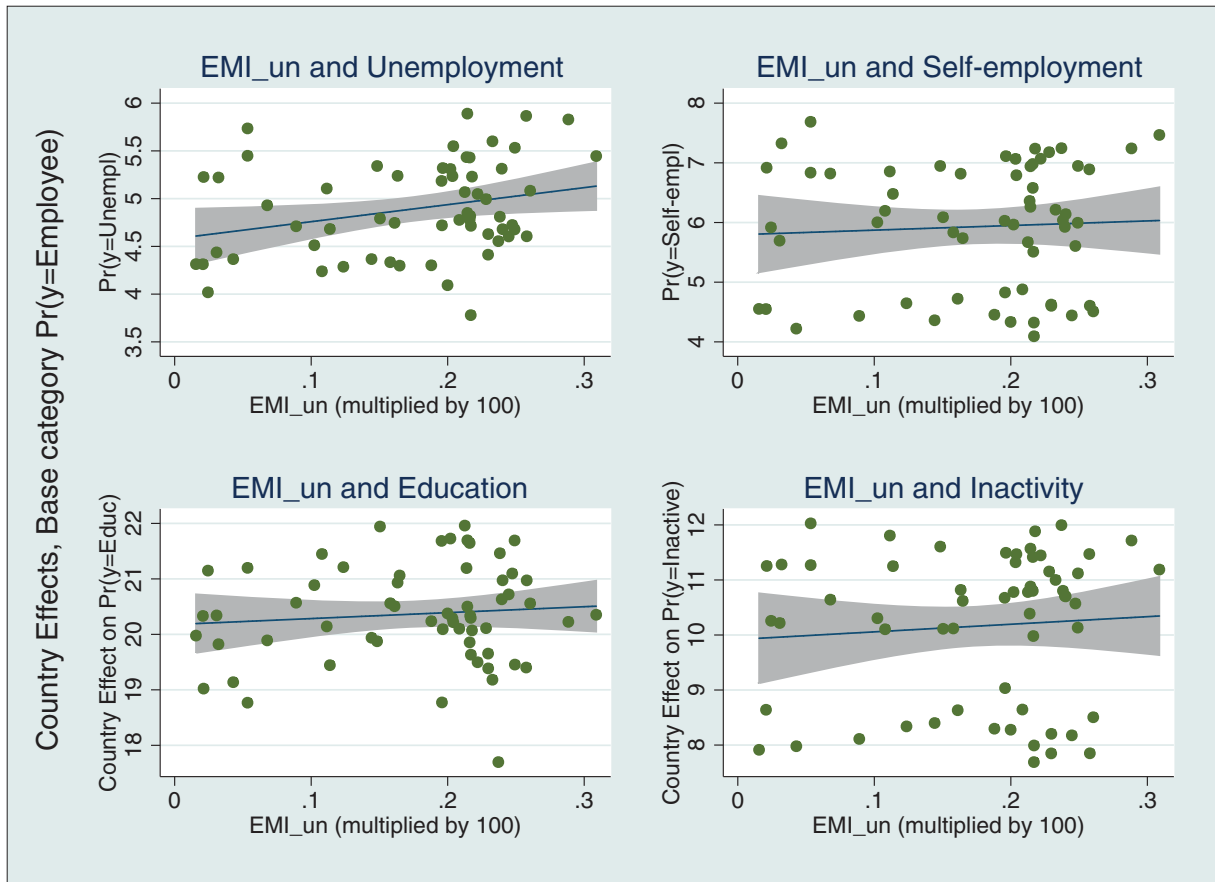 Country Effects, Base category Pr(y=Employee)
EMI_un and Unemployment
Pr(y=Unempl)
6
5.5
5
4.5
4
3.5
0
.1
.2
.3
EMI_un (multiplied by 100)
EMI_un and Self-employment
Pr(y=Self-empl)
8
7
6
5
4
0
.1
.2
.3
EMI_un (multiplied by 100)
EMI_un and Education
Country Effect on Pr(y=Educ)
22
21
20
19
18
0
.1
.2
.3
EMI_un (multiplied by 100)
EMI_un and Inactivity
Country Effect on Pr(y=Inactive)
12
11
10
9
8
0
.1
.2
.3
EMI_un (multiplied by 100)